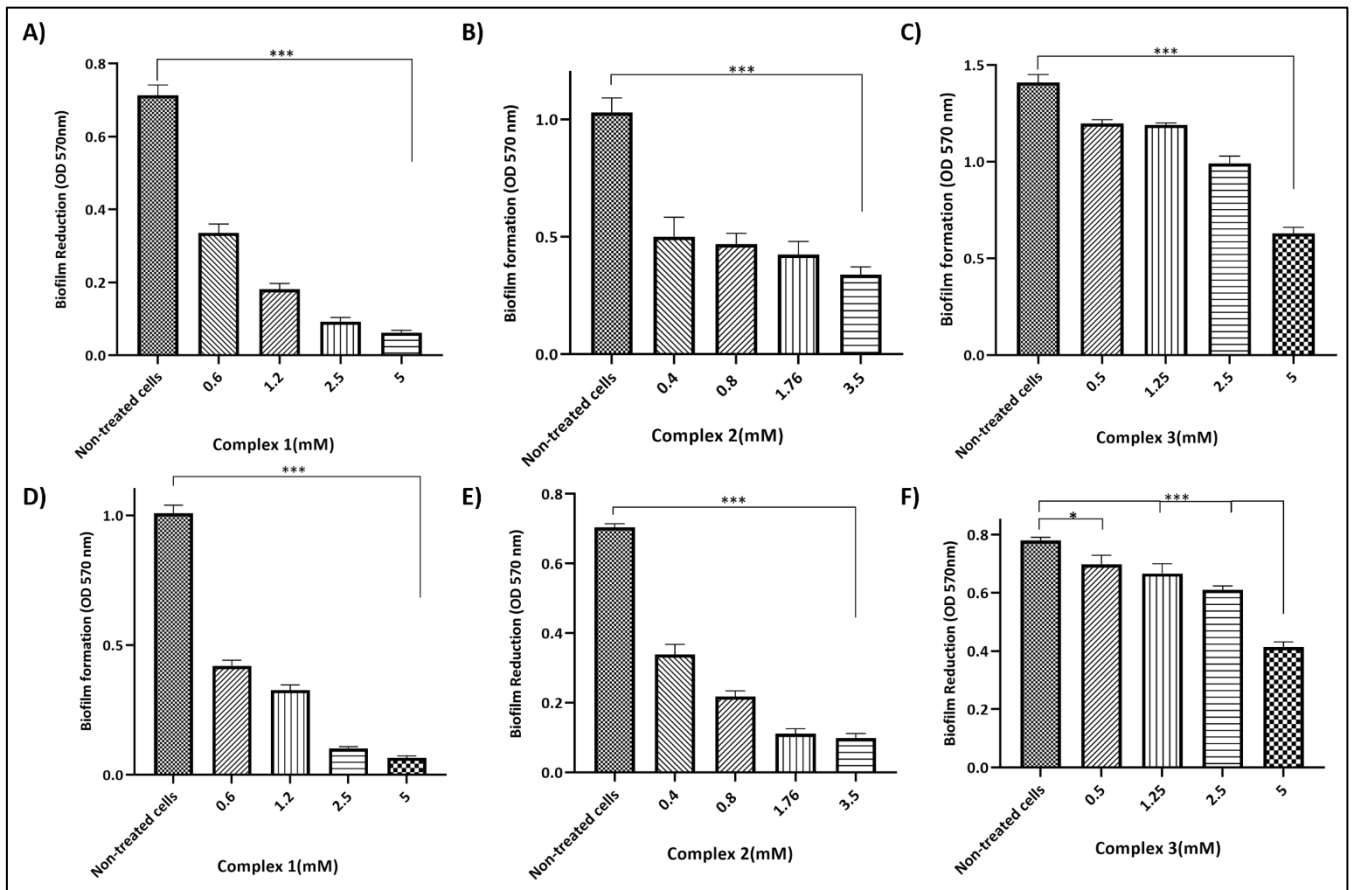 A)
***
Biofilm Reduction (OD 570nm)
0.8
0.6
0.4
0.2
0.0
Non-treated cells
0.6
1.2
2.5
5
Complex 1(mM)
B)
***
Biofilm formation (OD 570 nm)
1.0
0.5
0.0
Non-treated cells
0.4
0.8
1.76
3.5
Complex 2(mM)
C)
***
Biofilm formation (OD 570 nm)
1.5
1.0
0.5
0.0
Non-treated cells
0.5
1.25
2.5
5
Complex 3(mM)
D)
***
Biofilm formation (OD 570 nm)
1.0
0.5
0.0
Non-treated cells
0.6
1.2
2.5
5
Complex 1(mM)
E)
***
Biofilm Reduction (OD 570 nm)
0.8
0.6
0.4
0.2
0.0
Non-treated cells
0.4
0.8
1.76
3.5
Complex 2(mM)
F)
***
*
Biofilm Reduction (OD 570nm)
0.8
0.6
0.4
0.2
0.0
Non-treated cells
0.5
1.25
2.5
5
Complex 3(mM)